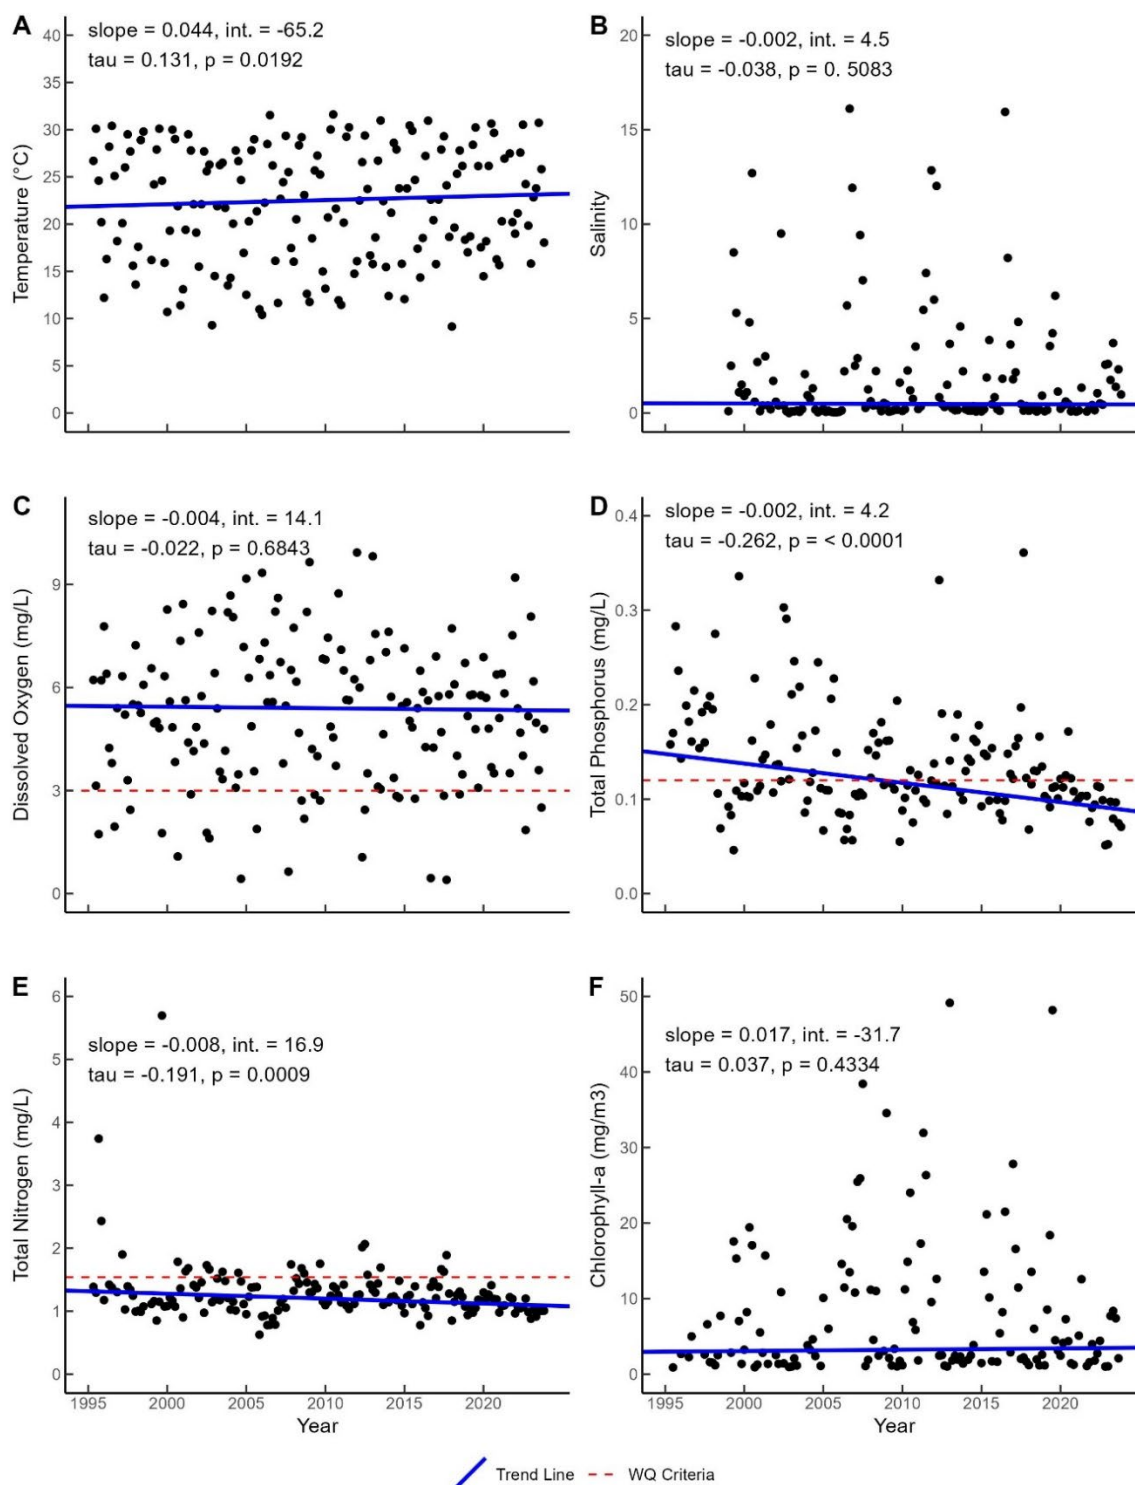 A
slope = 0.044, int. = -65.2
tau = 0.131, p = 0.0192
40
35
30
25
20
15
10
5
0
Temperature (°C)
B
slope = -0.002, int. = 4.5
tau = -0.038, p = 0. 5083
20
15
10
5
0
Salinity
C
slope = -0.004, int. = 14.1
tau = -0.022, p = 0.6843
9
6
3
0
Dissolved Oxygen (mg/L)
D
slope = -0.002, int. = 4.2
tau = -0.262, p = < 0.0001
0.4
0.3
0.2
0.1
0.0
Total Phosphorus (mg/L)
E
slope = -0.008, int. = 16.9
tau = -0.191, p = 0.0009
6
5
4
3
2
1
0
Total Nitrogen (mg/L)
1995 2000 2005 2010 2015 2020
Year
F
slope = 0.017, int. = -31.7
tau = 0.037, p = 0.4334
50
40
30
20
10
0
Chlorophyll-a (mg/m3)
1995 2000 2005 2010 2015 2020
Year
Trend Line WQ Criteria